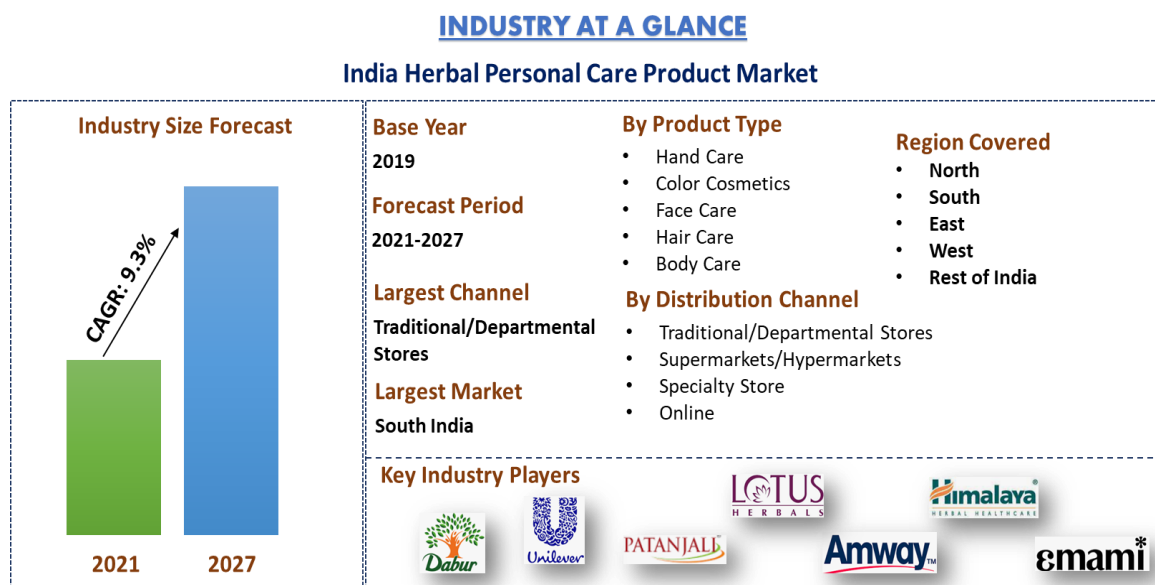 INDUSTRY AT A GLANCE
India Herbal Personal Care Product Market
Industry Size Forecast
CAGR: 9.3%
2021
2027
Base Year
2019
Forecast Period
2021-2027
Largest Channel
Traditional/Departmental
Stores
Largest Market
South India
By Product Type
• Hand Care
• Color Cosmetics
• Face Care
• Hair Care
• Body Care
By Distribution Channel
• Traditional/Departmental Stores
• Supermarkets/Hypermarkets
• Specialty Store
• Online
Region Covered
• North
• South
• East
• West
• Rest of India
Key Industry Players
Dabur
Unilever
PATANJALI
LOTUS
HERBALS
Amway™
Himalaya®
HERBAL HEALTHCARE
emami*